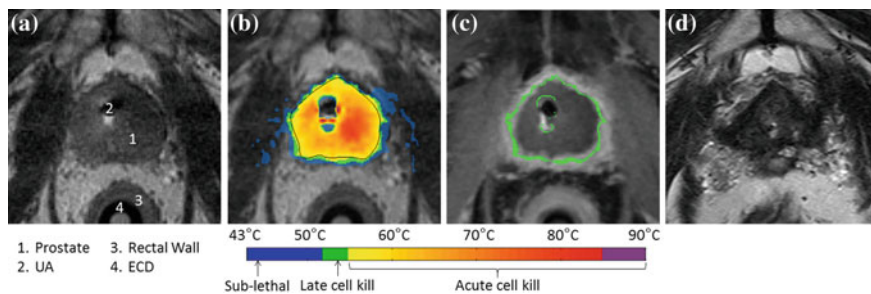 (a) (b) (c) (d)
2
1
3
4
1. Prostate 3. Rectal Wall
2. UA 4. ECD
43°C 50°C 60°C 70°C 80°C 90°C
Sub-lethal Late cell kill Acute cell kill